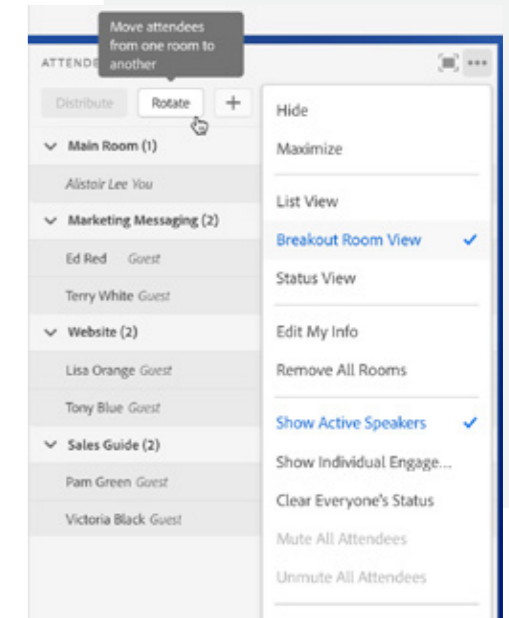 Move attendees
from one room to
another
ATTENDE
Distribute Rotate +
Main Room (1)
Alistair Lee You
Marketing Messaging (2)
Ed Red Guest
Terry White Guest
Website (2)
Lisa Orange Guest
Tony Blue Guest
Sales Guide (2)
Pam Green Guest
Victoria Black Guest
Hide
Maximize
List View
Breakout Room View
Status View
Edit My Info
Remove All Rooms
Show Active Speakers
Show Individual Engage...
Clear Everyone's Status
Mute All Attendees
Unmute All Attendees